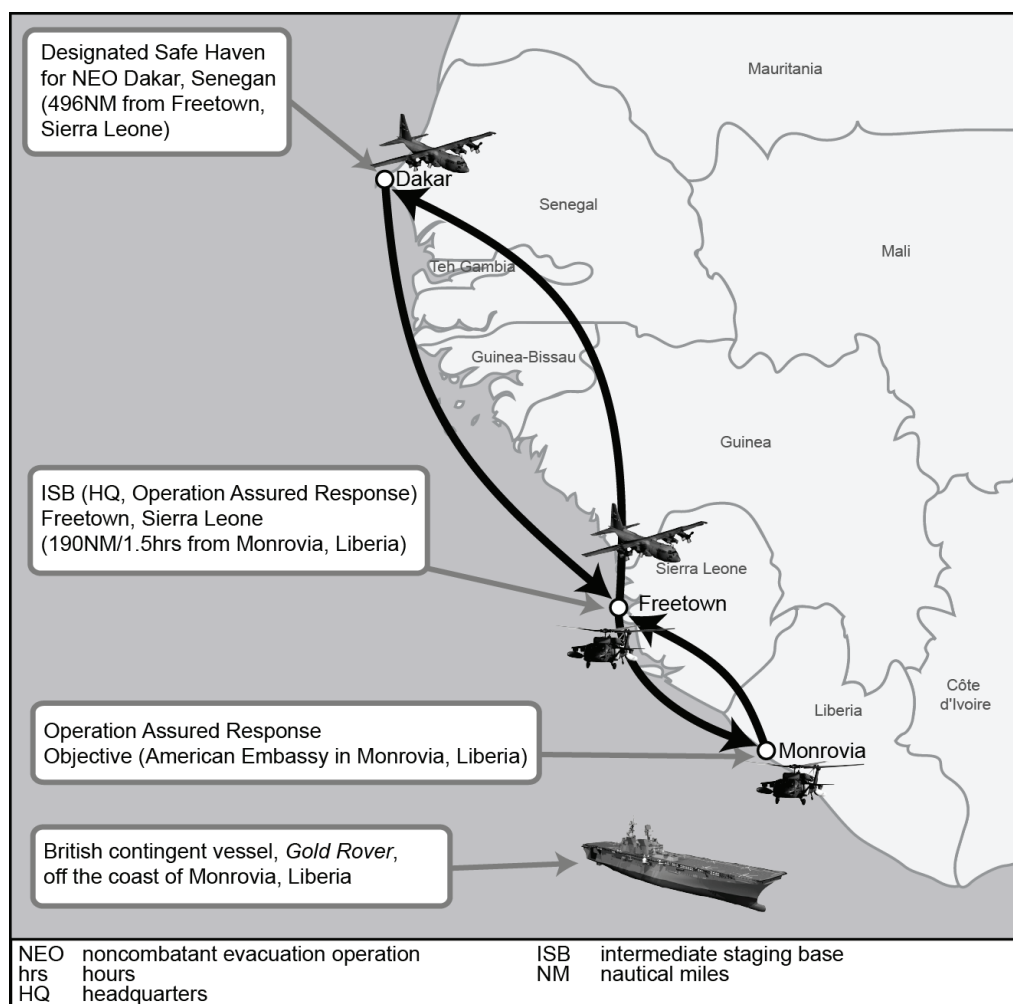 Designated Safe Haven
for NEO Dakar, Senegan
(496NM from Freetown,
Sierra Leone)
Mauritania
Dakar
Senegal
Mali
Teh Gambia
Guinea-Bissau
Guinea
ISB (HQ, Operation Assured Response)
Freetown, Sierra Leone
(190NM/1.5hrs from Monrovia, Liberia)
Sierra Leone
Freetown
Côte
d'Ivoire
Liberia
Operation Assured Response
Objective (American Embassy in Monrovia, Liberia)
Monrovia
British contingent vessel, Gold Rover,
off the coast of Monrovia, Liberia
NEO noncombatant evacuation operation
hrs hours
HQ headquarters
ISB intermediate staging base
NM nautical miles